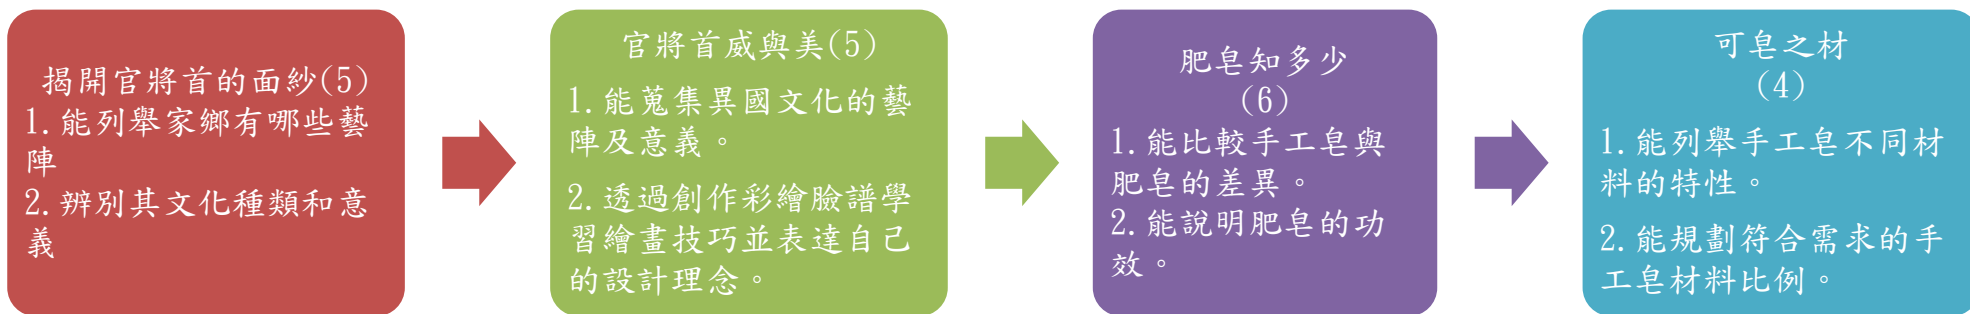 揭開官將首的面紗(5)
1.能列舉家鄉有哪些藝
陣
2.辨別其文化種類和意
義
官將首威與美(5)
1.能蒐集異國文化的藝
陣及意義。
2.透過創作彩繪臉譜學
習繪畫技巧並表達自己
的設計理念。
肥皂知多少
(6)
1.能比較手工皂與
肥皂的差異。
2.能說明肥皂的功
效。
可皂之材
(4)
1.能列舉手工皂不同材
料的特性。
2.能規劃符合需求的手
工皂材料比例。